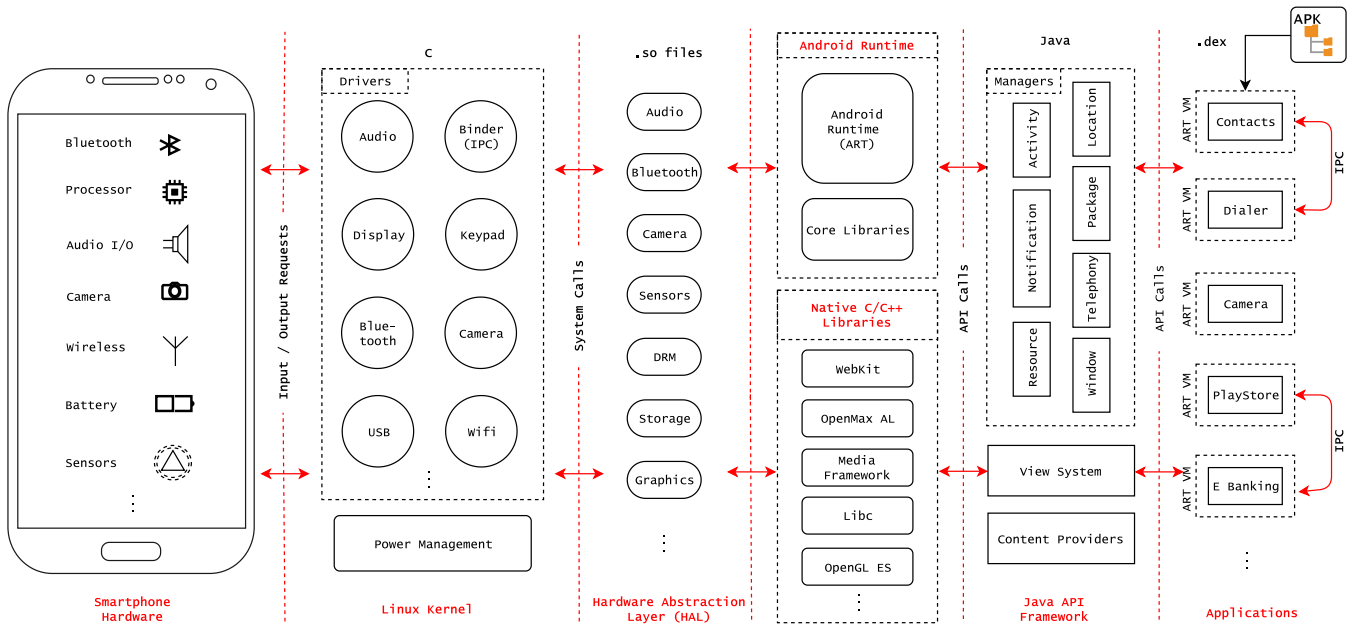 Bluetooth
Processor
Audio I/O
Camera
Wireless
Battery
Sensors
Smartphone
Hardware
Input / Output Requests
C
Drivers
Audio
Binder
(IPC)
Display
Keypad
Blue-
tooth
Camera
USB
Wifi
Power Management
Linux Kernel
System Calls
.so files
Audio
Bluetooth
Camera
Sensors
DRM
Storage
Graphics
Hardware Abstraction
Layer (HAL)
Android Runtime
Android
Runtime
(ART)
Core Libraries
Native C/C++
Libraries
WebKit
OpenMax AL
Media
Framework
Libc
OpenGL ES
API Calls
Java
Managers
Activity
Notification
Resource
Location
Package
Telephony
Window
View System
Content Providers
Java API
Framework
API Calls
.dex
APK
ART VM
Contacts
ART VM
Dialer
IPC
ART VM
Camera
ART VM
PlayStore
ART VM
E Banking
IPC
Applications